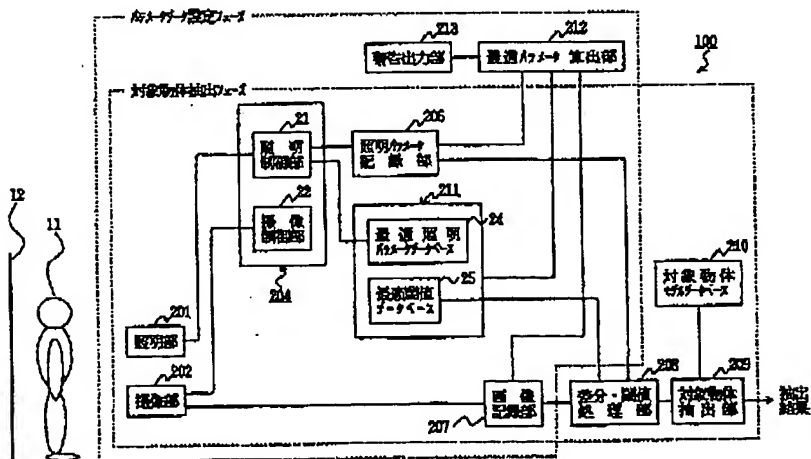 パラメータデータ設定フェーズ
213
212
警告出力部
最適パラメータ 算出部
100
対象物体抽出フェーズ
21
206
照 明
制御部
照明パラメータ
記 録 部
22
撮 像
制御部
204
211
24
最 適 照 明
パラメータデータベース
25
最適閾値
データベース
12
11
201
照明部
202
撮像部
210
対象物体
モデルデータベース
207
画 像
記録部
208
差分・閾値
処 理 部
209
対象物体
抽出部
抽出
結果